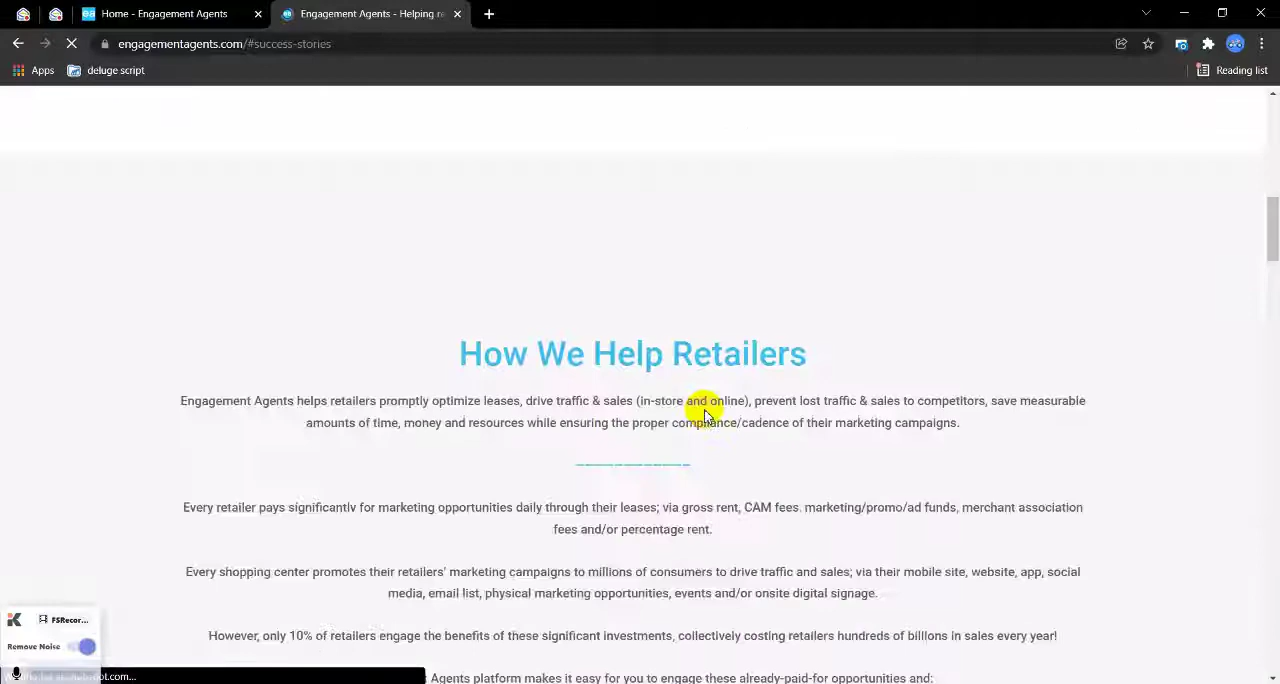 Home - Engagement Agents
Engagement Agents - Helping re
engagementagents.com/#success-stories
Apps
deluge script
Reading list
How We Help Retailers
Engagement Agents helps retailers promptly optimize leases, drive traffic & sales (in-store and online), prevent lost traffic & sales to competitors, save measurable
amounts of time, money and resources while ensuring the proper compliance/cadence of their marketing campaigns.
Every retailer pays significantly for marketing opportunities daily through their leases; via gross rent, CAM fees. marketing/promo/ad funds, merchant association
fees and/or percentage rent.
Every shopping center promotes their retailers' marketing campaigns to millions of consumers to drive traffic and sales; via their mobile site, website, app, social
media, email list, physical marketing opportunities, events and/or onsite digital signage.
However, only 10% of retailers engage the benefits of these significant investments, collectively costing retailers hundreds of billions in sales every year!
Agents platform makes it easy for you to engage these already-paid-for opportunities and:
FSRecor...
Remove Noise